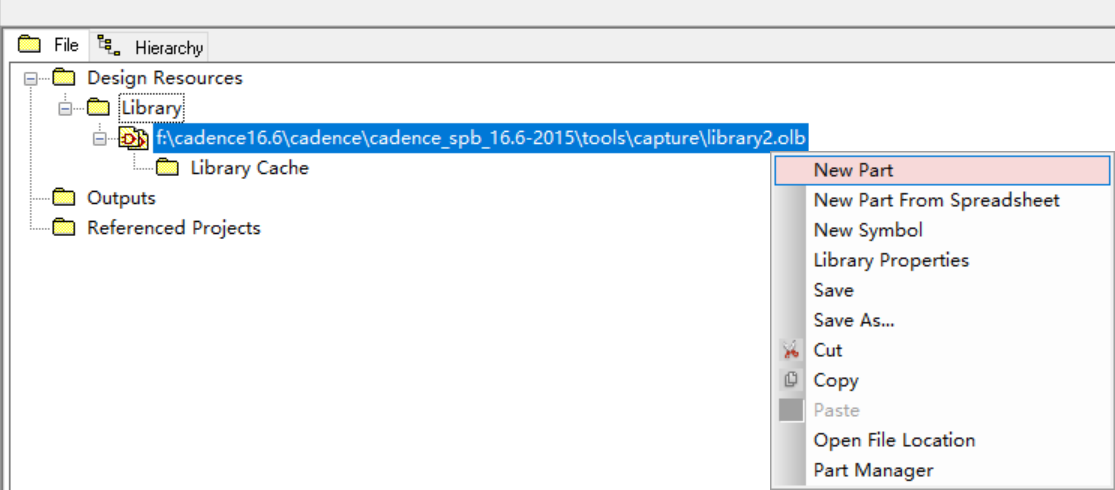 File Hierarchy
Design Resources
Library
f:\cadence16.6\cadence\cadence_spb_16.6-2015\tools\capture\library2.olb
Library Cache
Outputs
Referenced Projects
New Part
New Part From Spreadsheet
New Symbol
Library Properties
Save
Save As...
Cut
Copy
Paste
Open File Location
Part Manager